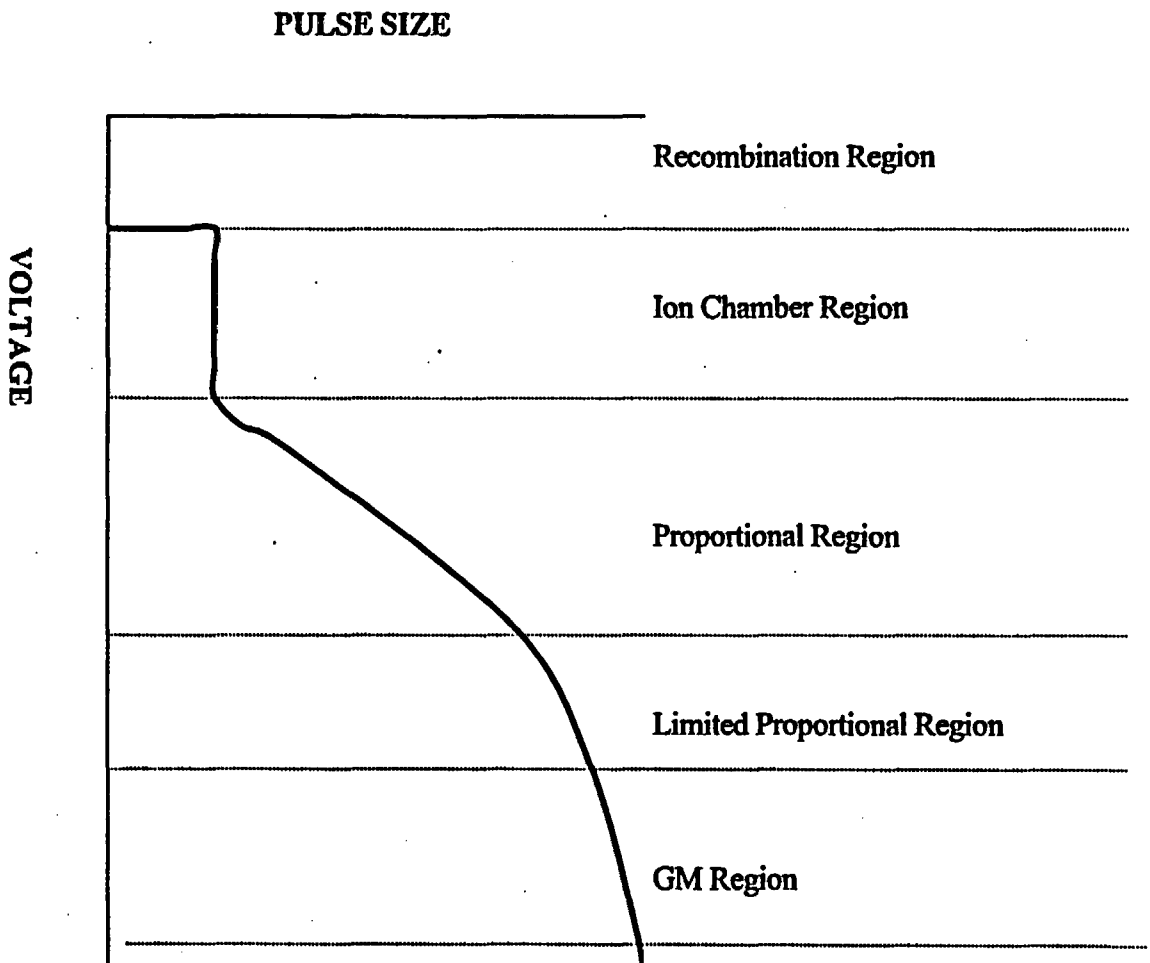 PULSE SIZE
Recombination Region
VOLTAGE
Ion Chamber Region
Proportional Region
Limited Proportional Region
GM Region